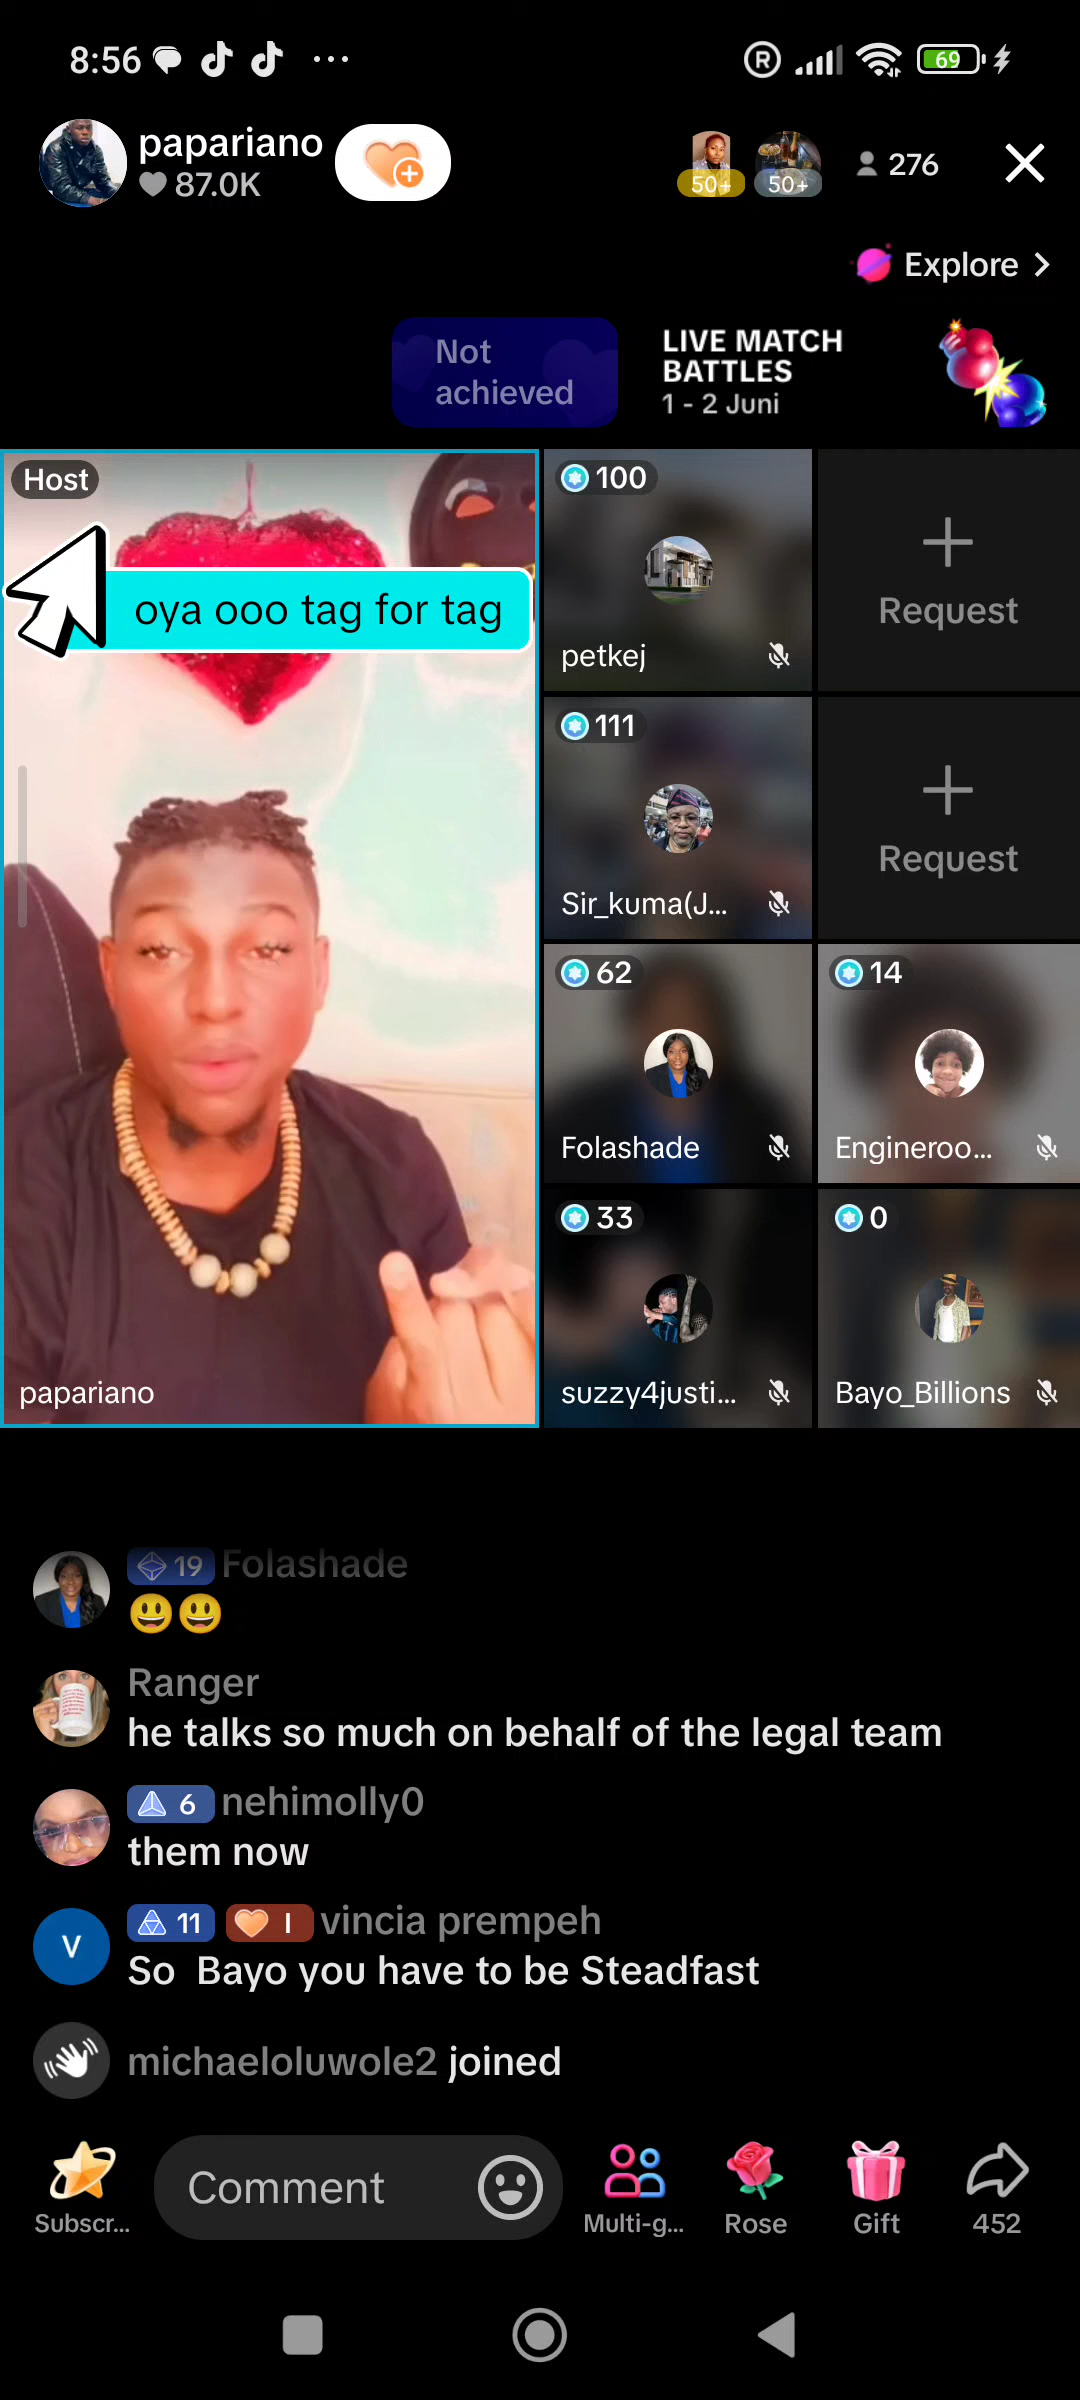 8:56
R
69
papariano
87.0K
50+
50+
276
Explore
Not
achieved
LIVE MATCH
BATTLES
1 - 2 Juni
Host
oya ooo tag for tag
papariano
100
petkej
Request
111
Sir_kuma(J...
Request
62
Folashade
14
Engineroo...
33
suzzy4justi...
0
Bayo_Billions
19 Folashade
😃😃
Ranger
he talks so much on behalf of the legal team
6 nehimolly0
them now
V
11 I vincia prempeh
So  Bayo you have to be Steadfast
michaeloluwole2 joined
Subscr...
Comment
Multi-g...
Rose
Gift
452